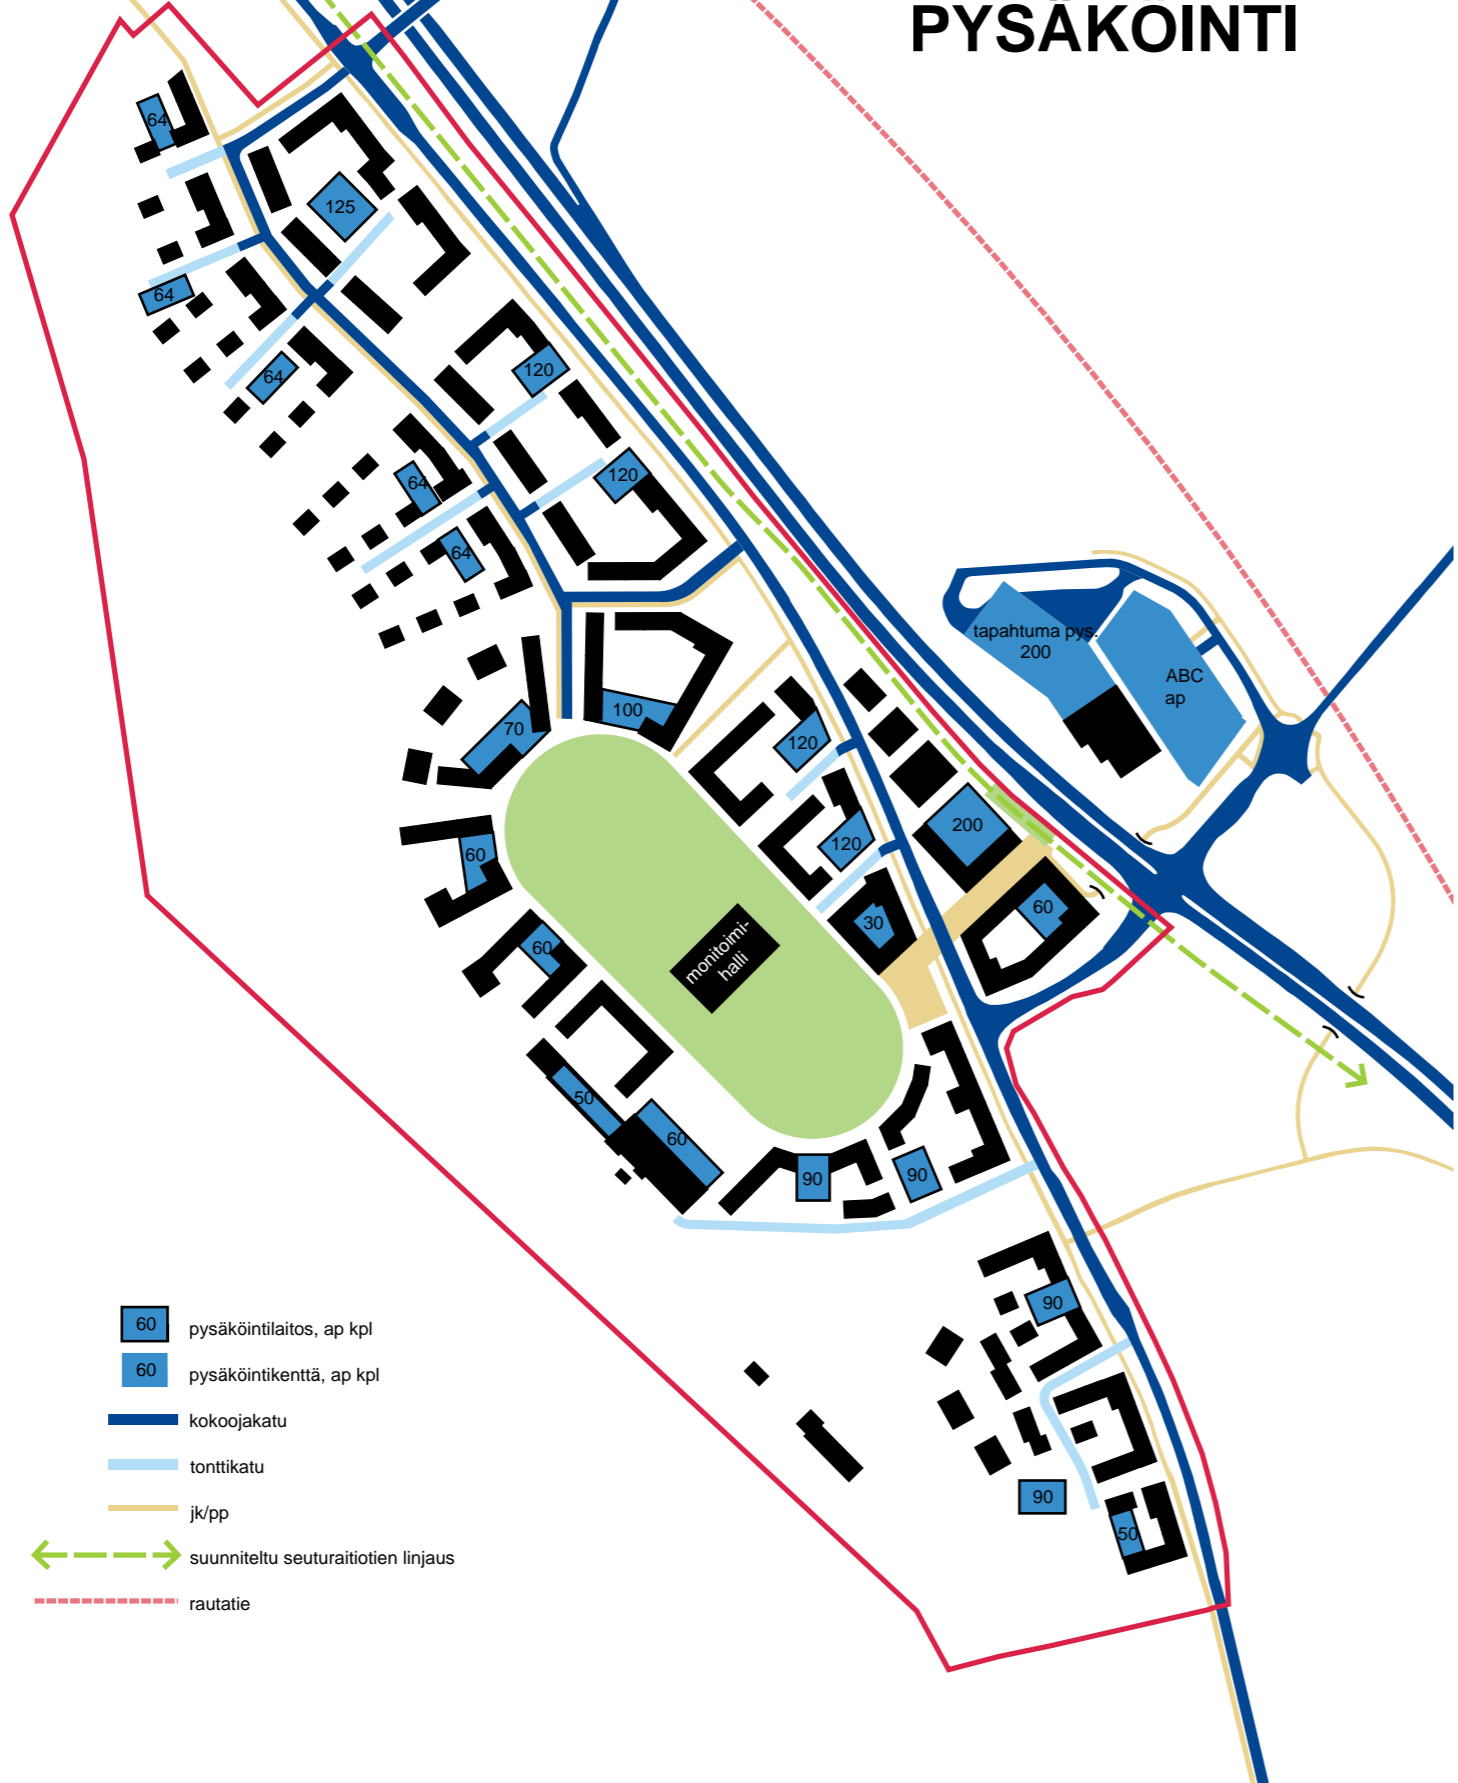 PYSÄKÖINTI
64
125
64
64
120
64
120
64
tapahtuma pys.
200
ABC
ap
100
70
120
200
120
60
60
30
60
monitoimi-
halli
50
60
90
90
90
90
50
60 pysäköintilaitos, ap kpl
60 pysäköintikenttä, ap kpl
kokoojakatu
tonttikatu
jk/pp
suunniteltu seuturaitiotien linjaus
rautatie